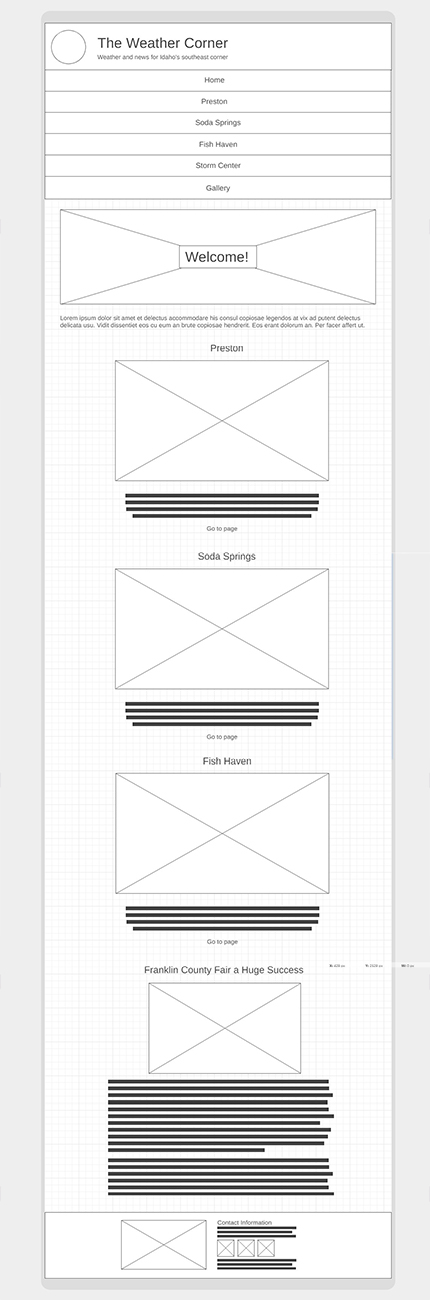 The Weather Corner
Weather and news for Idaho's southeast corner
Home
Preston
Soda Springs
Fish Haven
Storm Center
Gallery
Welcome!
Lorem ipsum dolor sit amet et delectus accommodare his consul copiosae legendos at vix ad putent delectus
delicata usu. Vidit dissentiet eos cu eum an brute copiosae hendrerit. Eos erant dolorum an. Per facer affert ut.
Preston
Go to page
Soda Springs
Go to page
Fish Haven
Go to page
Franklin County Fair a Huge Success
Contact Information